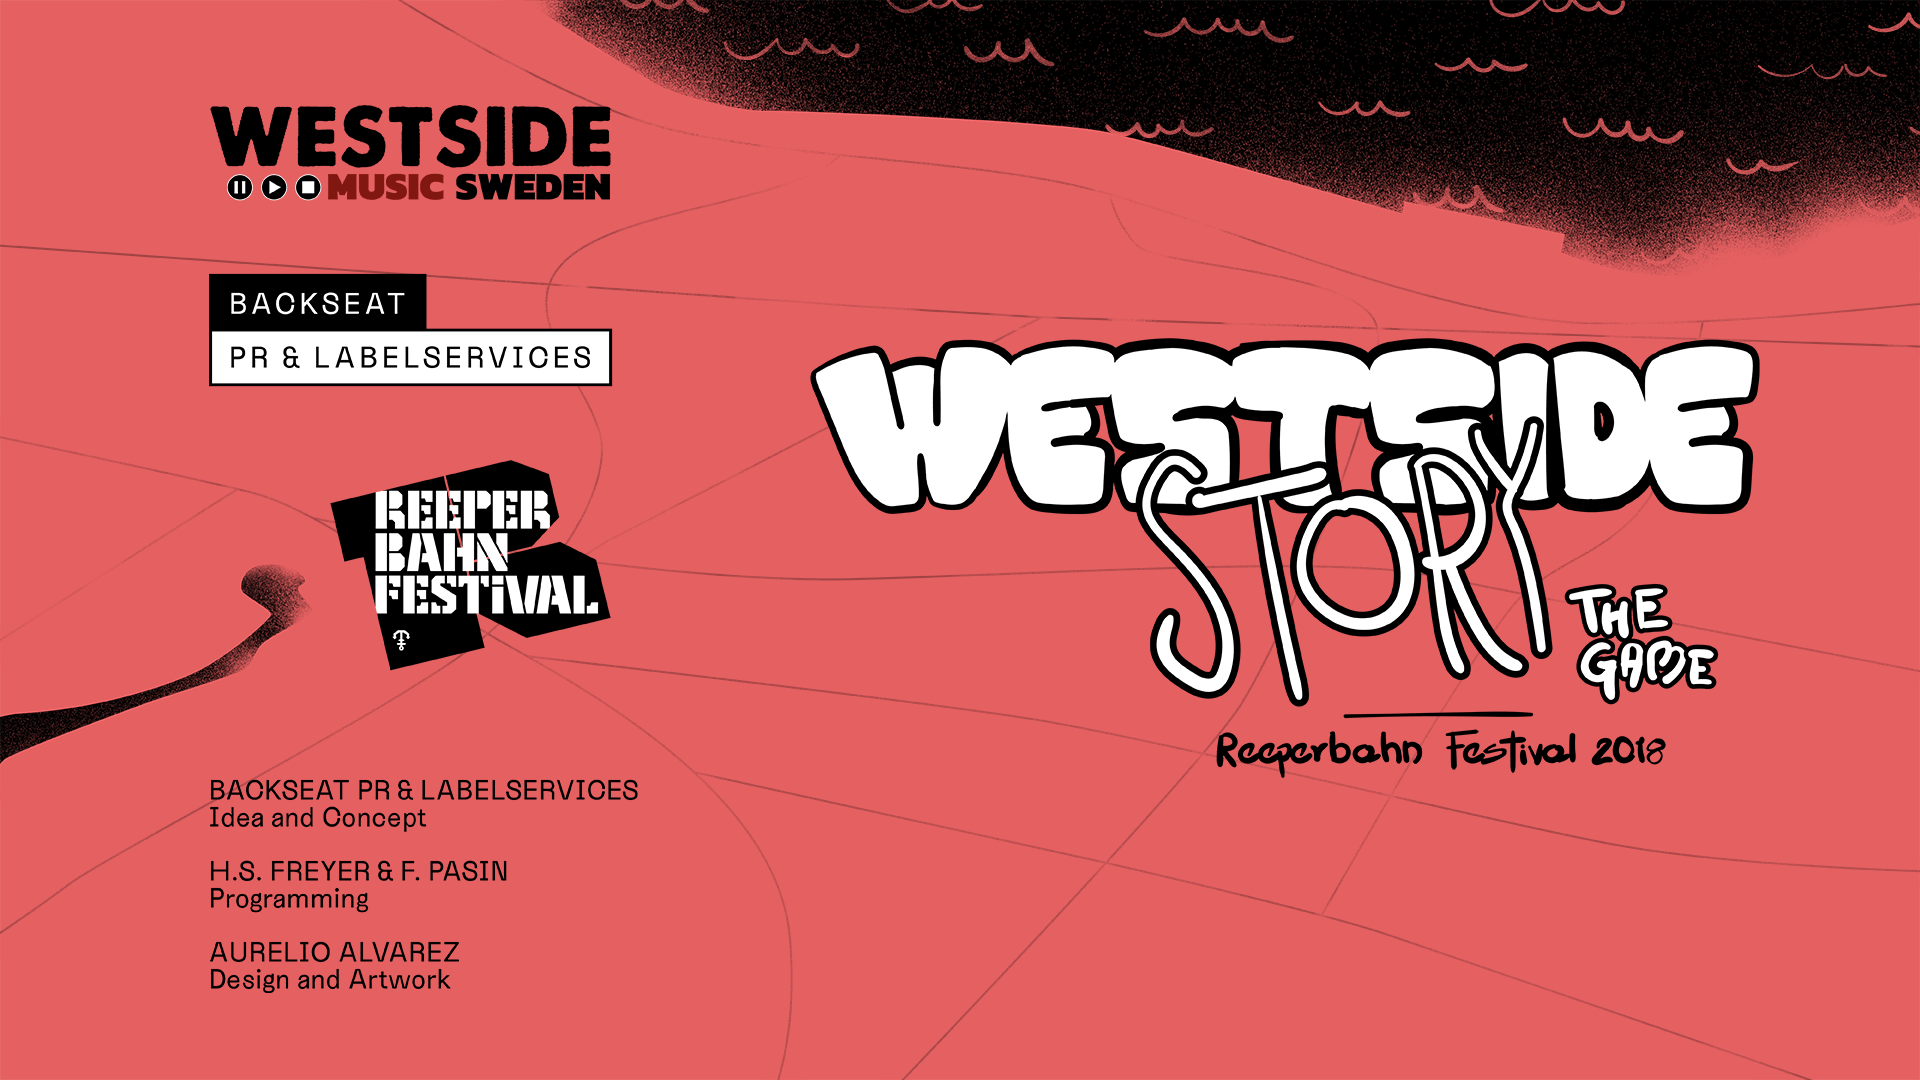 WESTSIDE
MUSIC SWEDEN
BACKSEAT
PR & LABELSERVICES
REEPER
BAHN
FESTiVAL
BACKSEAT PR & LABELSERVICES
Idea and Concept
H.S. FREYER & F. PASIN
Programming
AURELIO ALVAREZ
Design and Artwork
WESTSIDE
STORY
THE
GAME
Reeperbahn Festival 2018